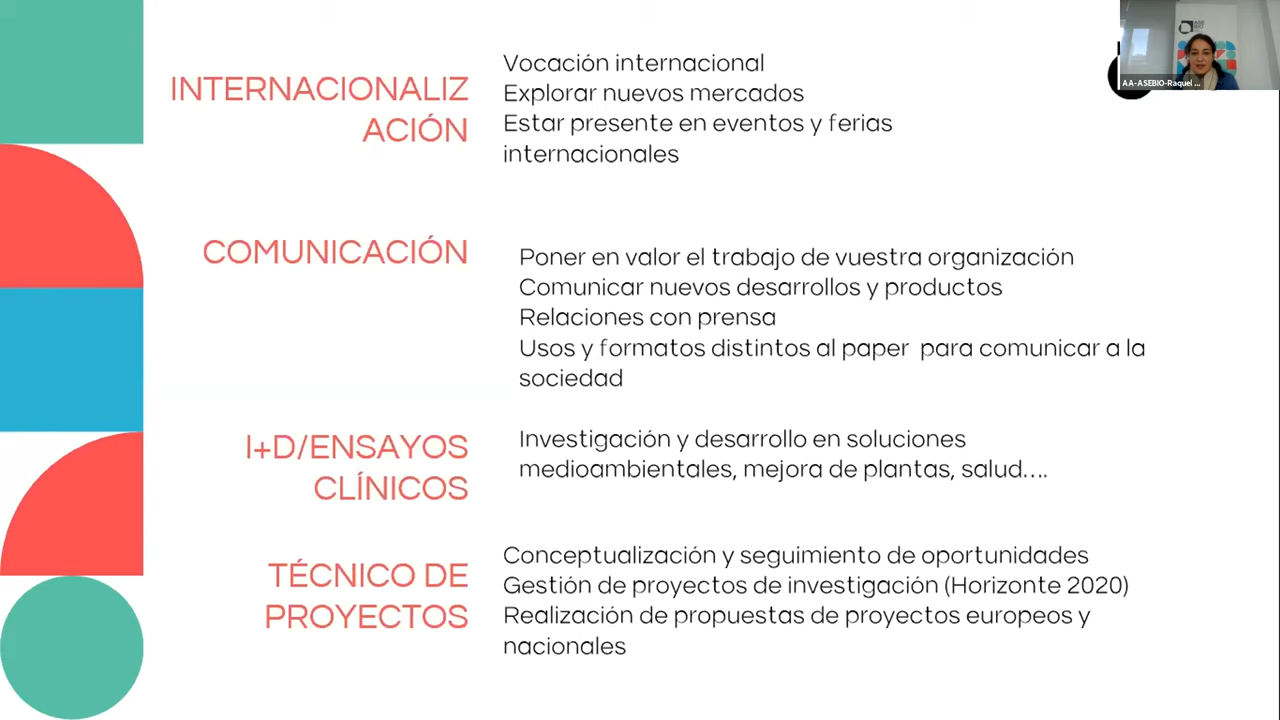 INTERNACIONALIZ
ACIÓN
Vocación internacional
Explorar nuevos mercados
Estar presente en eventos y ferias
internacionales
COMUNICACIÓN
Poner en valor el trabajo de vuestra organización
Comunicar nuevos desarrollos y productos
Relaciones con prensa
Usos y formatos distintos al paper para comunicar a la
sociedad
I+D/ENSAYOS
CLÍNICOS
Investigación y desarrollo en soluciones
medioambientales, mejora de plantas, salud....
TÉCNICO DE
PROYECTOS
Conceptualización y seguimiento de oportunidades
Gestión de proyectos de investigación (Horizonte 2020)
Realización de propuestas de proyectos europeos y
nacionales
ASE
BIO
AA-ASEBIO-Raquel ...